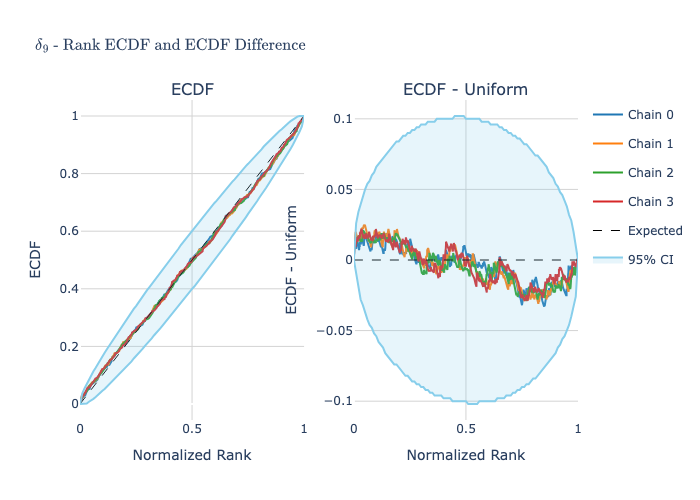 δ₉ - Rank ECDF and ECDF Difference
ECDF
ECDF - Uniform
Chain 0
Chain 1
Chain 2
Chain 3
Expected
95% CI
ECDF
1
0.8
0.6
0.4
0.2
0
0
0.5
1
Normalized Rank
ECDF - Uniform
0.1
0.05
0
−0.05
−0.1
0
0.5
1
Normalized Rank